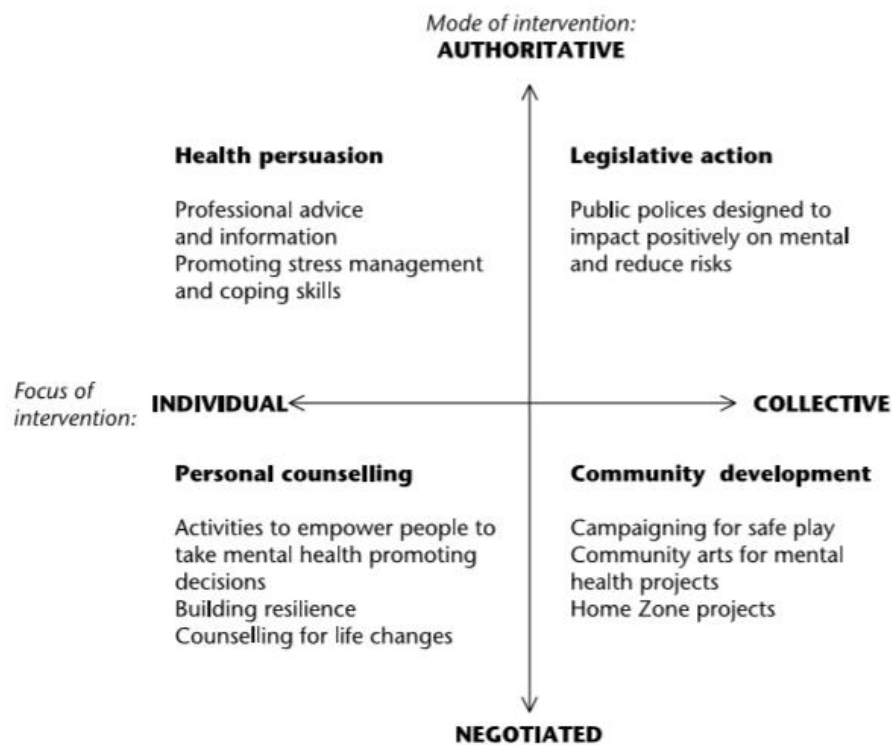 Mode of intervention:
AUTHORITATIVE
Health persuasion
Professional advice
and information
Promoting stress management
and coping skills
Legislative action
Public polices designed to
impact positively on mental
and reduce risks
Focus of
intervention:
INDIVIDUAL
COLLECTIVE
Personal counselling
Activities to empower people to
take mental health promoting
decisions
Building resilience
Counselling for life changes
Community development
Campaigning for safe play
Community arts for mental
health projects
Home Zone projects
NEGOTIATED